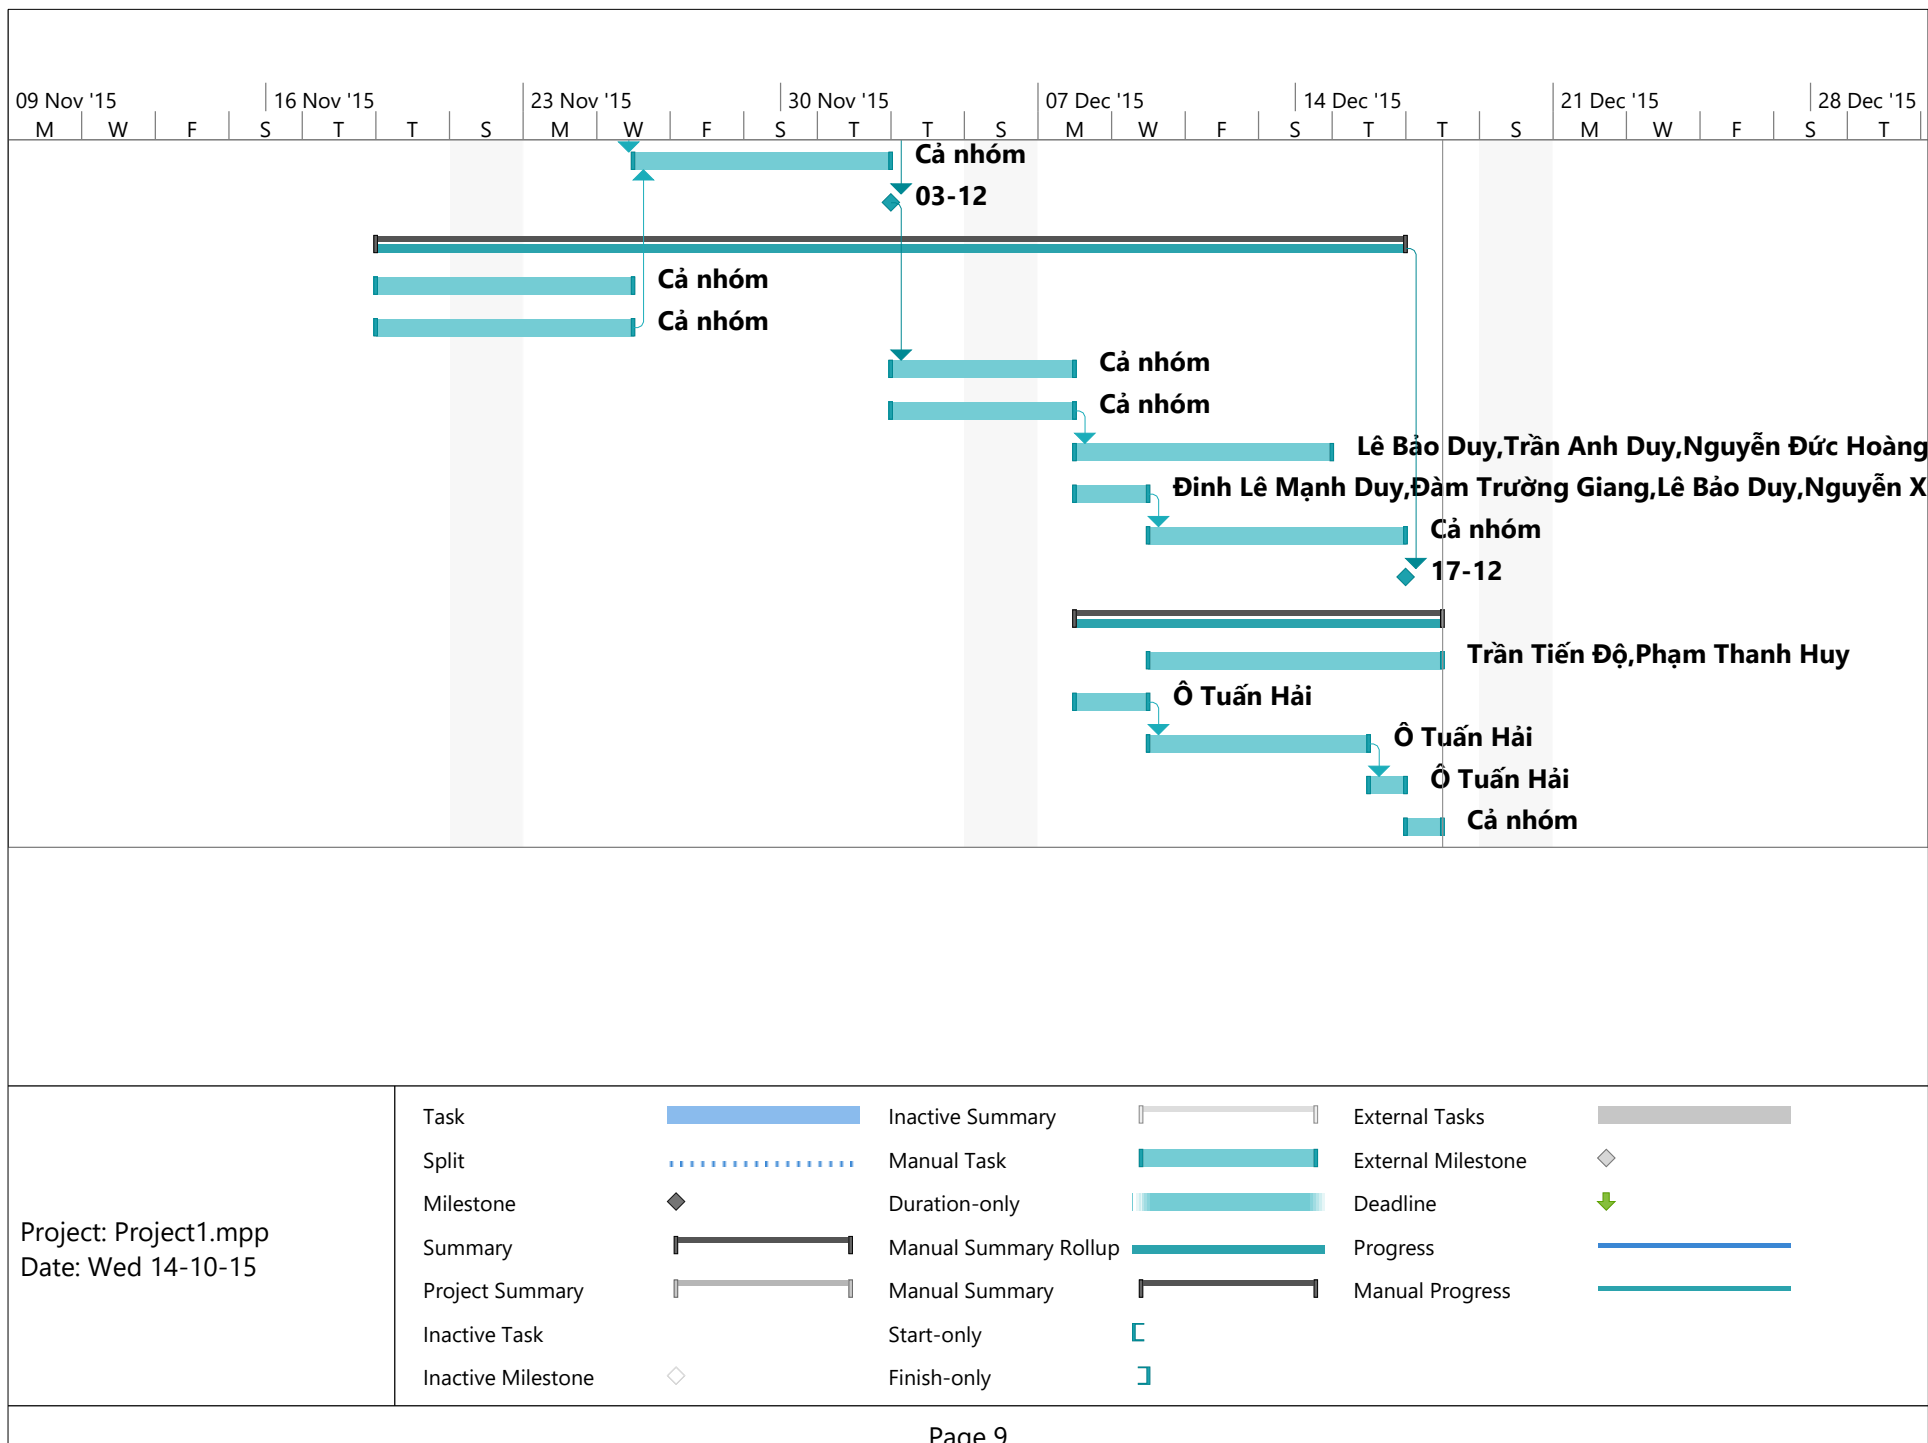 09 Nov '15 16 Nov '15 23 Nov '15 30 Nov '15 07 Dec '15 14 Dec '15 21 Dec '15 28 Dec '15
M W F S T T S M W F S T T S M W F S T T S M W F S T
Cả nhóm
03-12
Cả nhóm
Cả nhóm
Cả nhóm
Cả nhóm
Lê Bảo Duy,Trần Anh Duy,Nguyễn Đức Hoàng
Đinh Lê Mạnh Duy,Đàm Trường Giang,Lê Bảo Duy,Nguyễn X
Cả nhóm
17-12
Trần Tiến Độ,Phạm Thanh Huy
Ô Tuấn Hải
Ô Tuấn Hải
Ô Tuấn Hải
Cả nhóm
Project: Project1.mpp
Date: Wed 14-10-15
Task
Split
Milestone
Summary
Project Summary
Inactive Task
Inactive Milestone
Inactive Summary
Manual Task
Duration-only
Manual Summary Rollup
Manual Summary
Start-only
Finish-only
External Tasks
External Milestone
Deadline
Progress
Manual Progress
Page 9